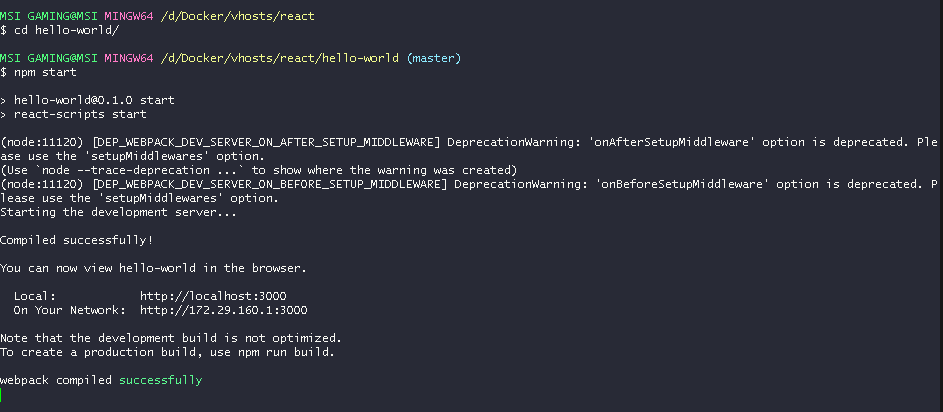 MSI GAMING@MSI MINGW64 /d/Docker/vhosts/react
$ cd hello-world/
MSI GAMING@MSI MINGW64 /d/Docker/vhosts/react/hello-world (master)
$ npm start
> hello-world@0.1.0 start
> react-scripts start
(node:11120) [DEP_WEBPACK_DEV_SERVER_ON_AFTER_SETUP_MIDDLEWARE] DeprecationWarning: 'onAfterSetupMiddleware' option is deprecated. Ple
ase use the 'setupMiddlewares' option.
(Use `node --trace-deprecation ...` to show where the warning was created)
(node:11120) [DEP_WEBPACK_DEV_SERVER_ON_BEFORE_SETUP_MIDDLEWARE] DeprecationWarning: 'onBeforeSetupMiddleware' option is deprecated. P
lease use the 'setupMiddlewares' option.
Starting the development server...
Compiled successfully!
You can now view hello-world in the browser.
Local: http://localhost:3000
On Your Network: http://172.29.160.1:3000
Note that the development build is not optimized.
To create a production build, use npm run build.
webpack compiled successfully